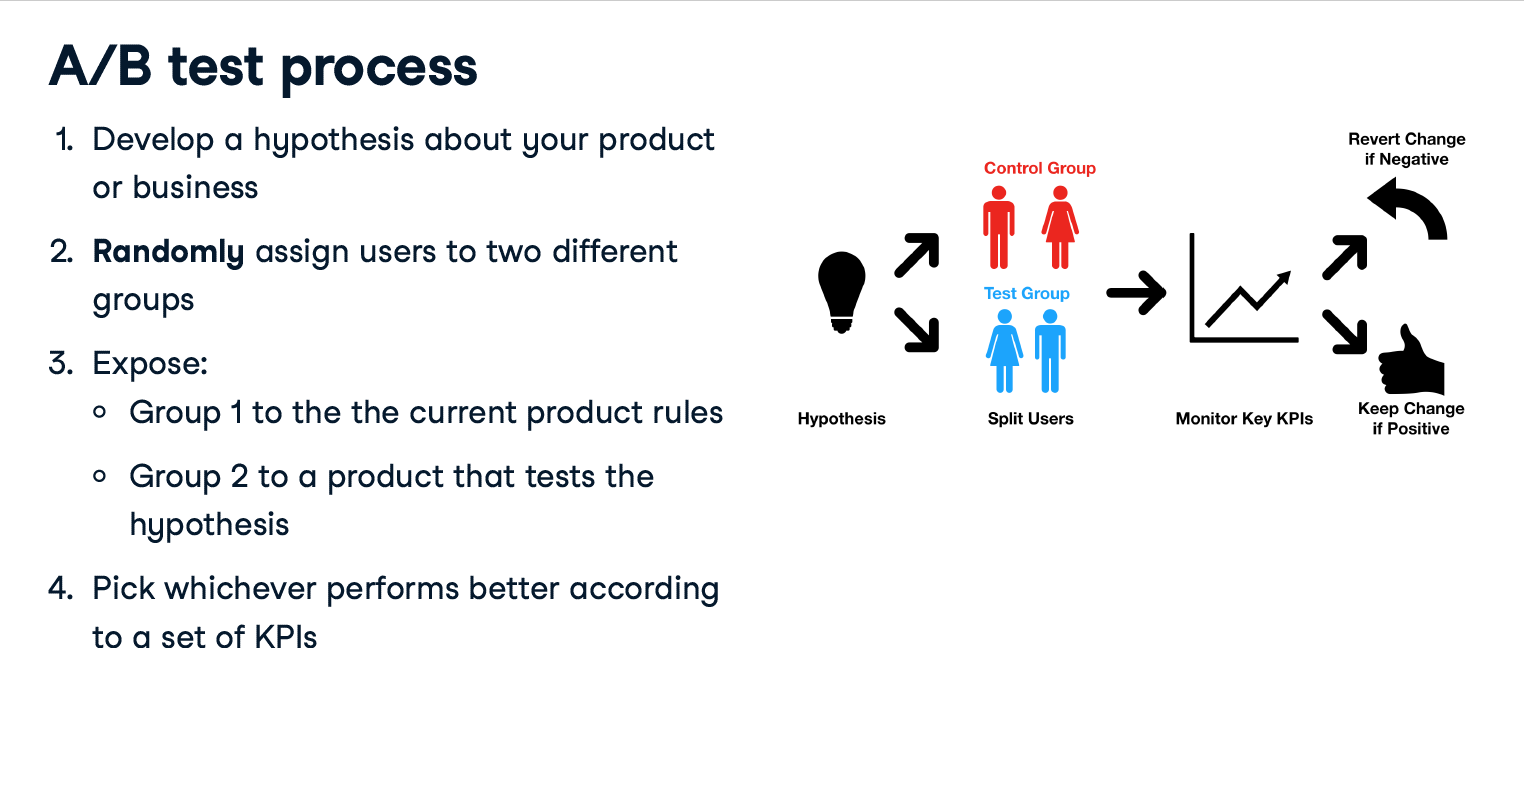 A/B test process
1. Develop a hypothesis about your product
or business
2. Randomly assign users to two different
groups
3. Expose:
○ Group 1 to the the current product rules
○ Group 2 to a product that tests the
hypothesis
4. Pick whichever performs better according
to a set of KPIs
Control Group
Test Group
Hypothesis
Split Users
Monitor Key KPIs
Revert Change
if Negative
Keep Change
if Positive